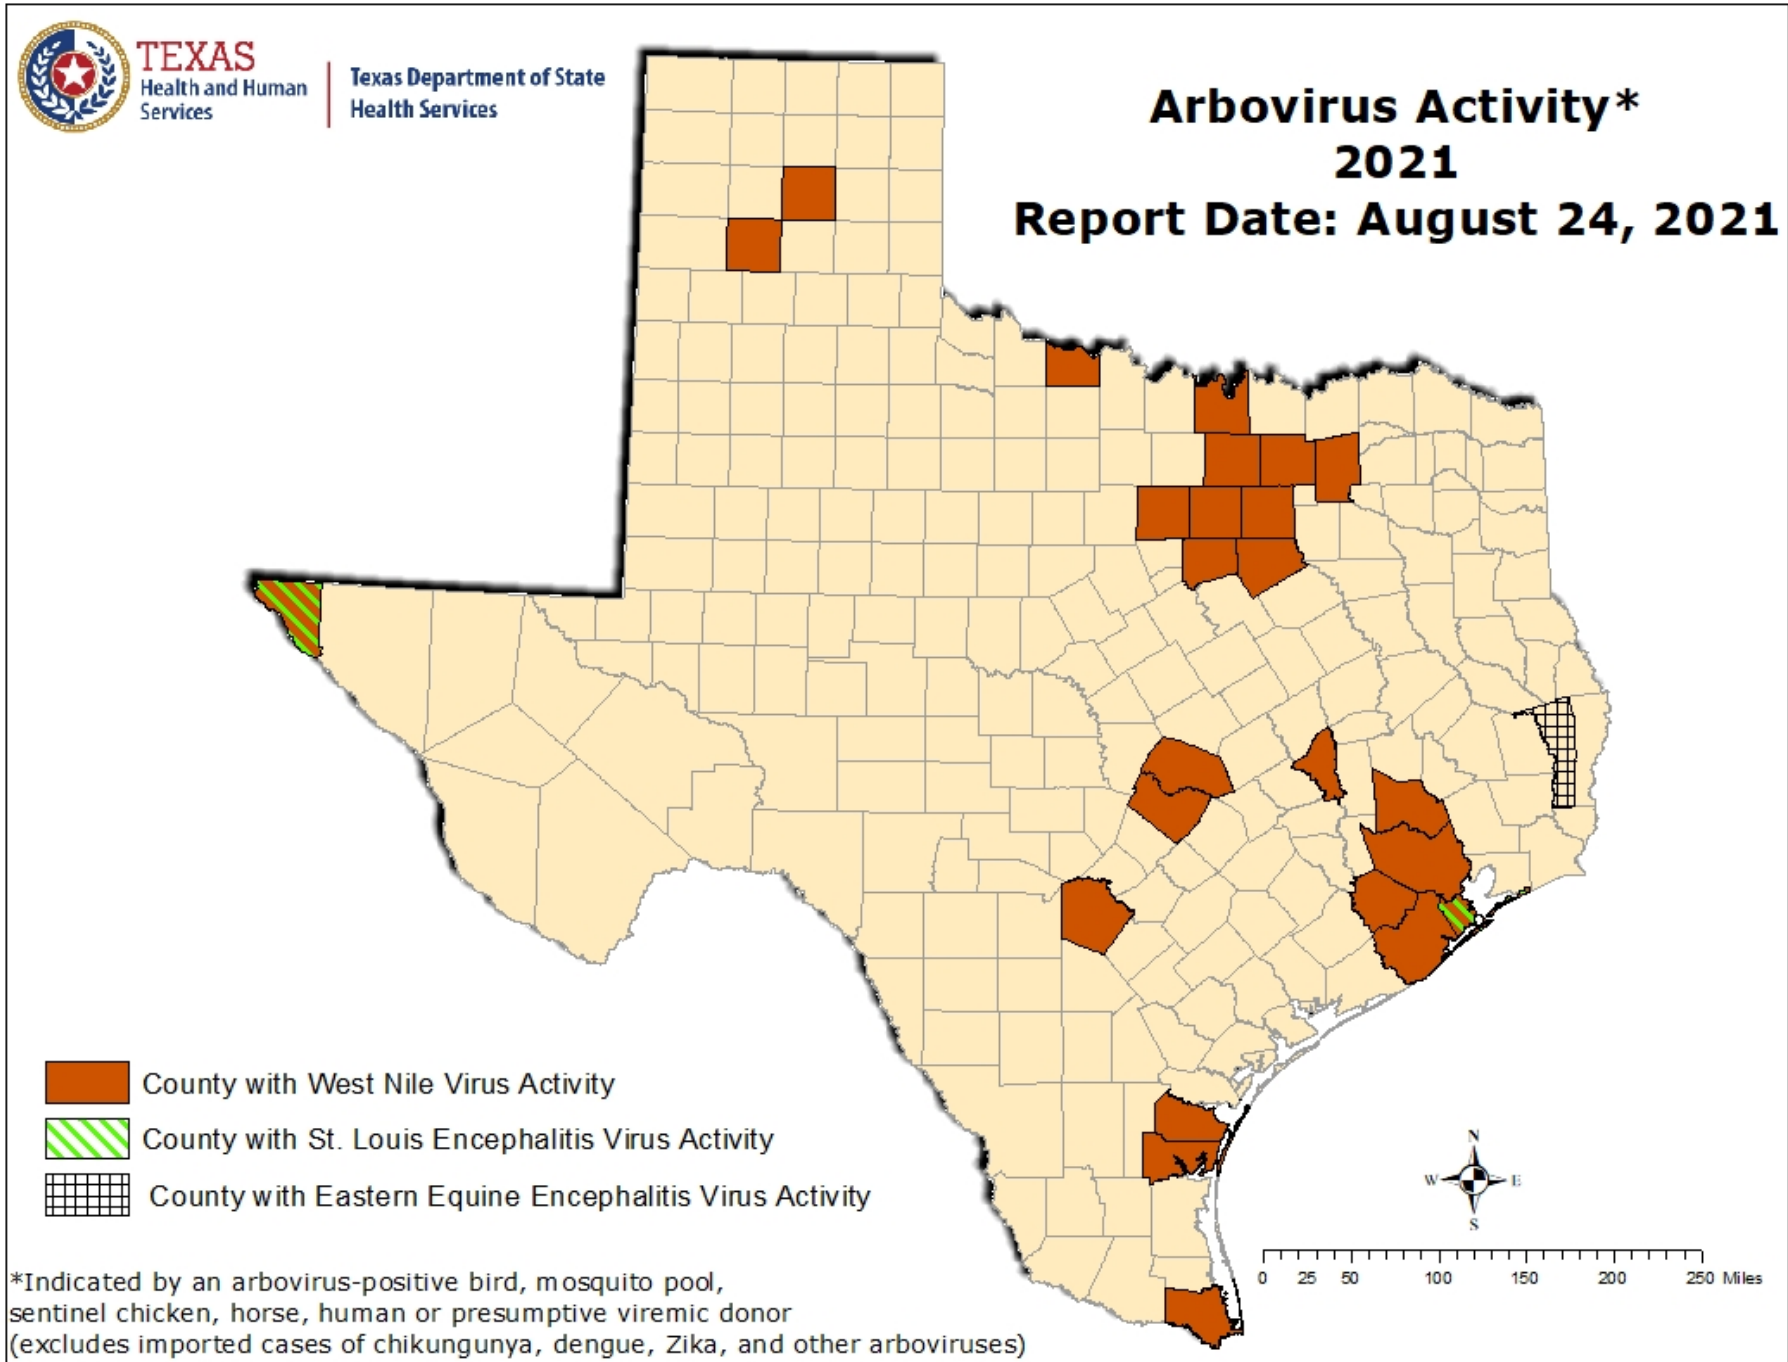 TEXAS
Health and Human
Services
Texas Department of State
Health Services
Arbovirus Activity*
2021
Report Date: August 24, 2021
County with West Nile Virus Activity
County with St. Louis Encephalitis Virus Activity
County with Eastern Equine Encephalitis Virus Activity
N
W E
S
0 25 50 100 150 200 250 Miles
*Indicated by an arbovirus-positive bird, mosquito pool,
sentinel chicken, horse, human or presumptive viremic donor
(excludes imported cases of chikungunya, dengue, Zika, and other arboviruses)